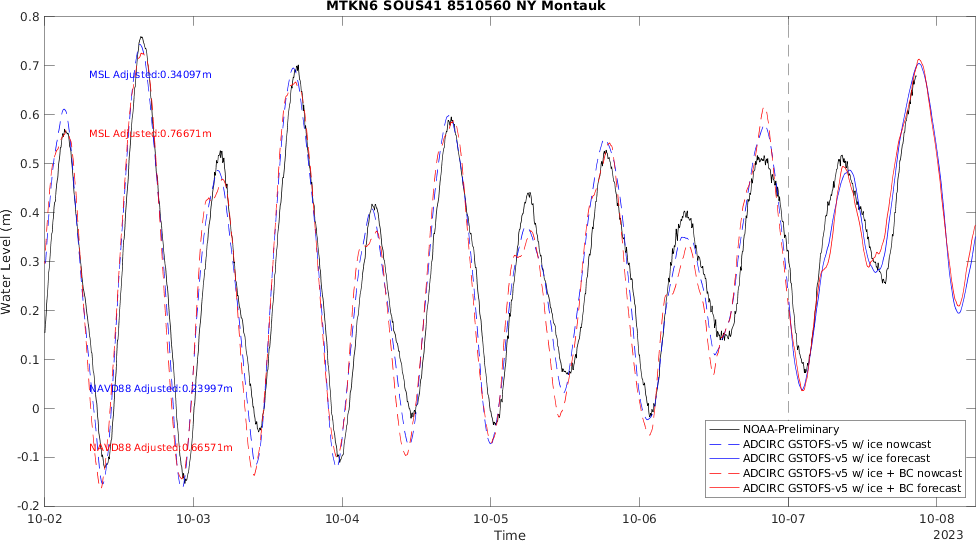 MTKN6 SOUS41 8510560 NY Montauk
0.8
0.7
MSL Adjusted:0.34097m
0.6
MSL Adjusted:0.76671m
0.5
0.4
0.3
0.2
0.1
NAVD88 Adjusted:0.23997m
0
NAVD88 Adjusted:0.66571m
-0.1
-0.2
Water Level (m)
NOAA-Preliminary
ADCIRC GSTOFS-v5 w/ ice nowcast
ADCIRC GSTOFS-v5 w/ ice forecast
ADCIRC GSTOFS-v5 w/ ice + BC nowcast
ADCIRC GSTOFS-v5 w/ ice + BC forecast
10-02 10-03 10-04 10-05 10-06 10-07 10-08
Time
2023